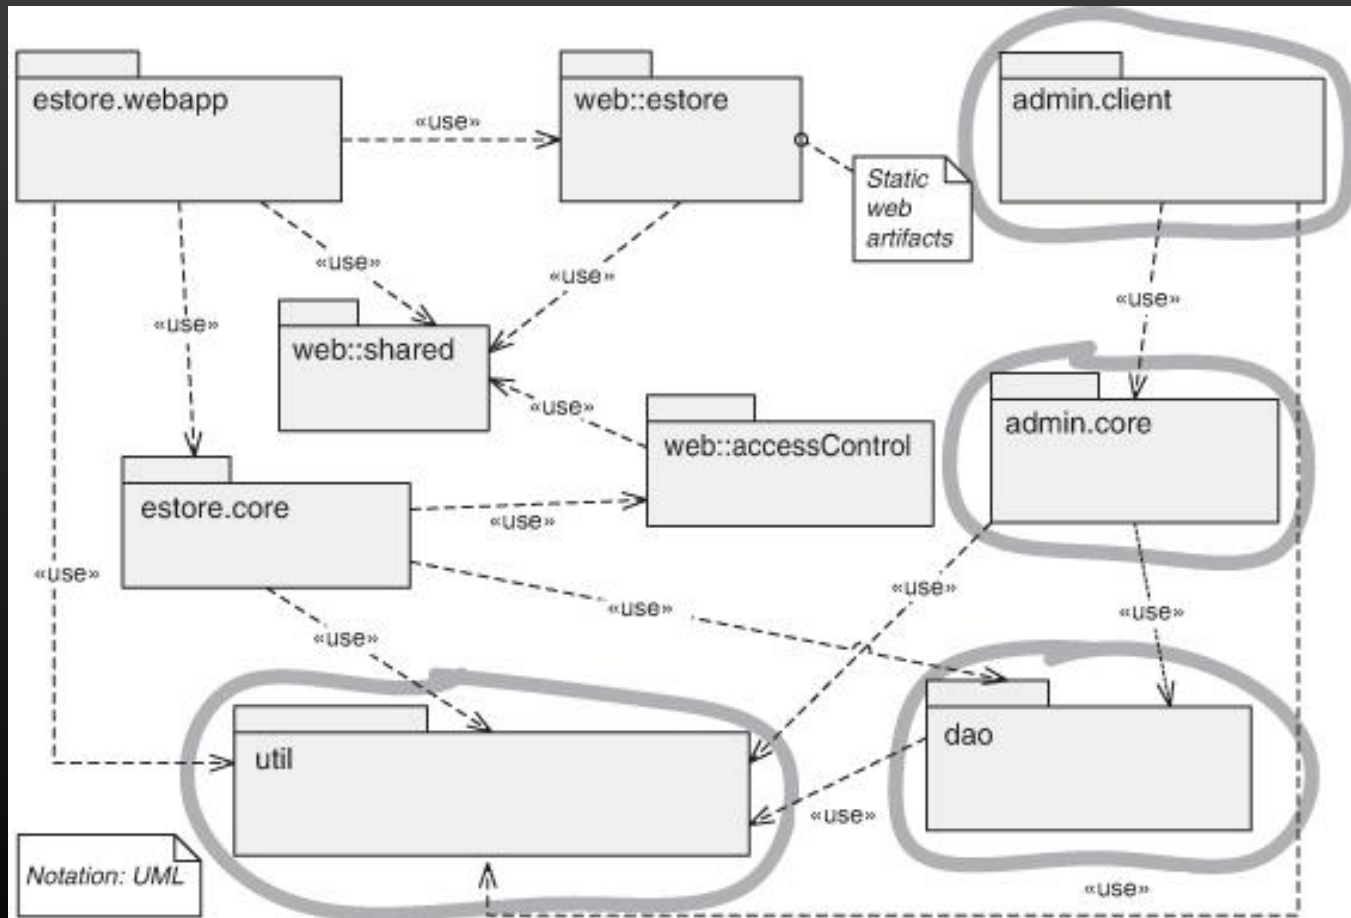 estore.webapp
web::estore
admin.client
«use»
Static
web
artifacts
«use»
«use»
«use»
«use»
web::shared
«use»
web::accessControl
admin.core
estore.core
«use»
«use»
«use»
«use»
«use»
«use»
util
dao
«use»
Notation: UML
«use»